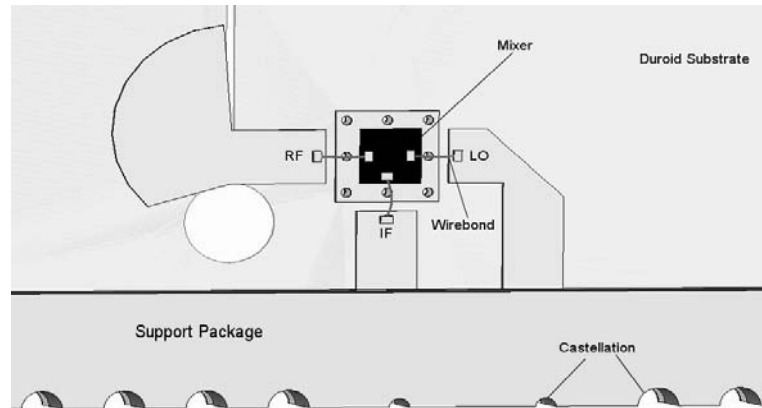 Mixer
Duroid Substrate
RF
LO
IF
Wirebond
Support Package
Castellation